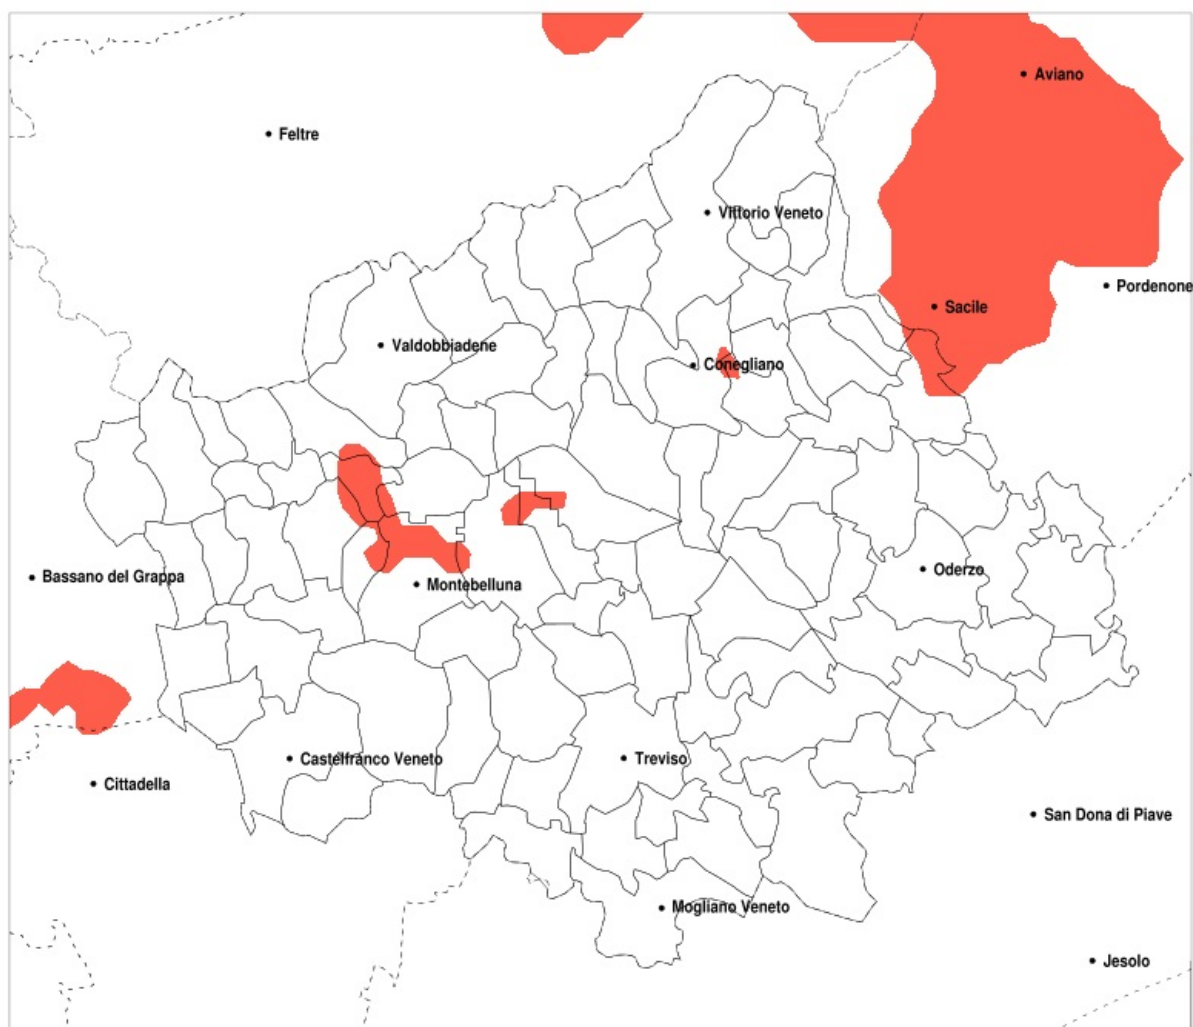 Aviano
Feltre
Vittorio Veneto
Pordenone
Sacile
Valdobbiadene
Conegliano
Oderzo
Bassano del Grappa
Montebelluna
Castelfranco Veneto
Treviso
Cittadella
San Dona di Piave
Mogliano Veneto
Jesolo